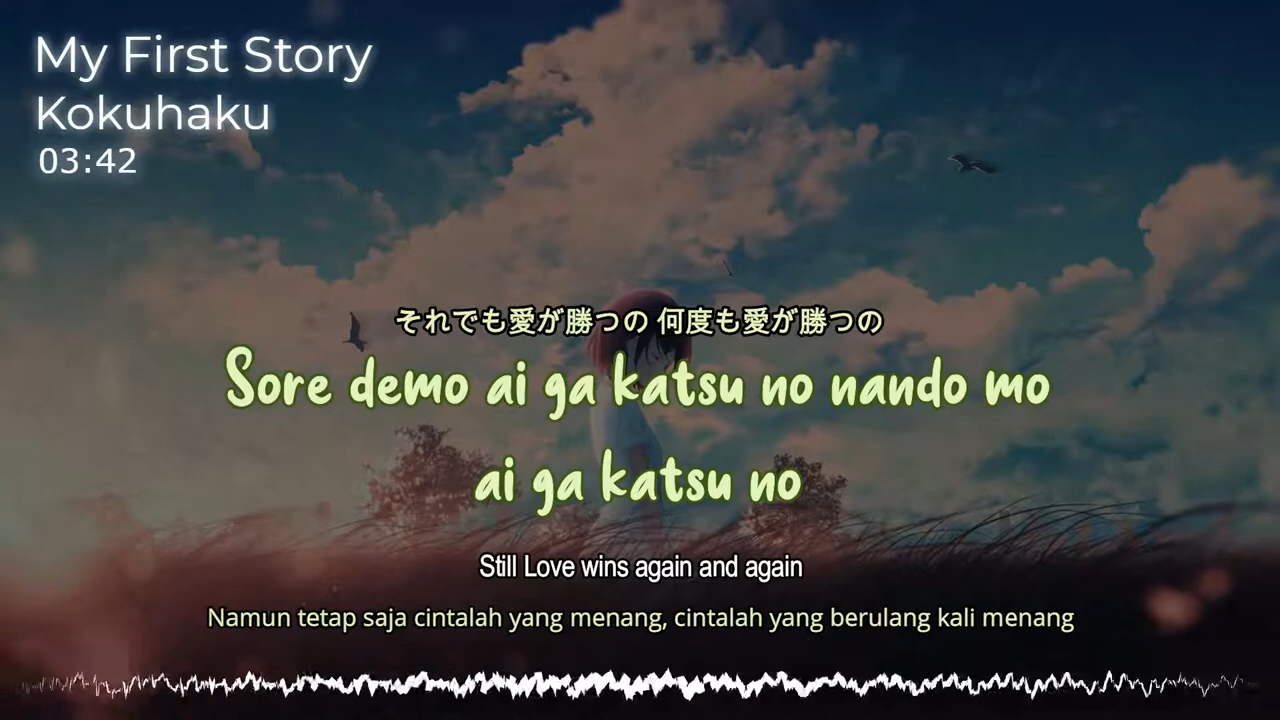 My First Story
Kokuhaku
03:42
それでも愛が勝つの 何度も愛が勝つの
Sore demo ai ga katsu no nando mo
ai ga katsu no
Still Love wins again and again
Namun tetap saja cintalah yang menang, cintalah yang berulang kali menang